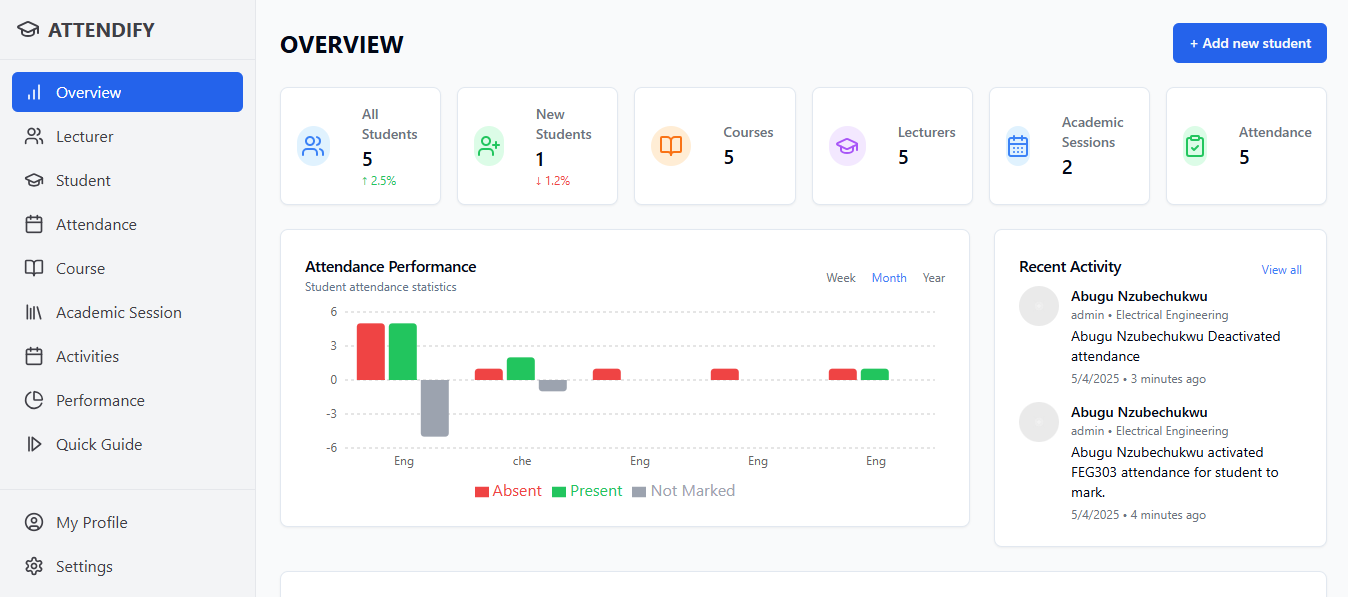 ATTENDIFY
Overview
Lecturer
Student
Attendance
Course
Academic Session
Activities
Performance
Quick Guide
My Profile
Settings
OVERVIEW
+ Add new student
All
Students
5
↑ 2.5%
New
Students
1
↓ 1.2%
Courses
5
Lecturers
5
Academic
Sessions
2
Attendance
5
Attendance Performance
Student attendance statistics
Week Month Year
6
3
0
-3
-6
Eng che Eng Eng Eng
Absent Present Not Marked
Recent Activity
View all
Abugu Nzubechukwu
admin • Electrical Engineering
Abugu Nzubechukwu Deactivated
attendance
5/4/2025 • 3 minutes ago
Abugu Nzubechukwu
admin • Electrical Engineering
Abugu Nzubechukwu activated
FEG303 attendance for student to
mark.
5/4/2025 • 4 minutes ago